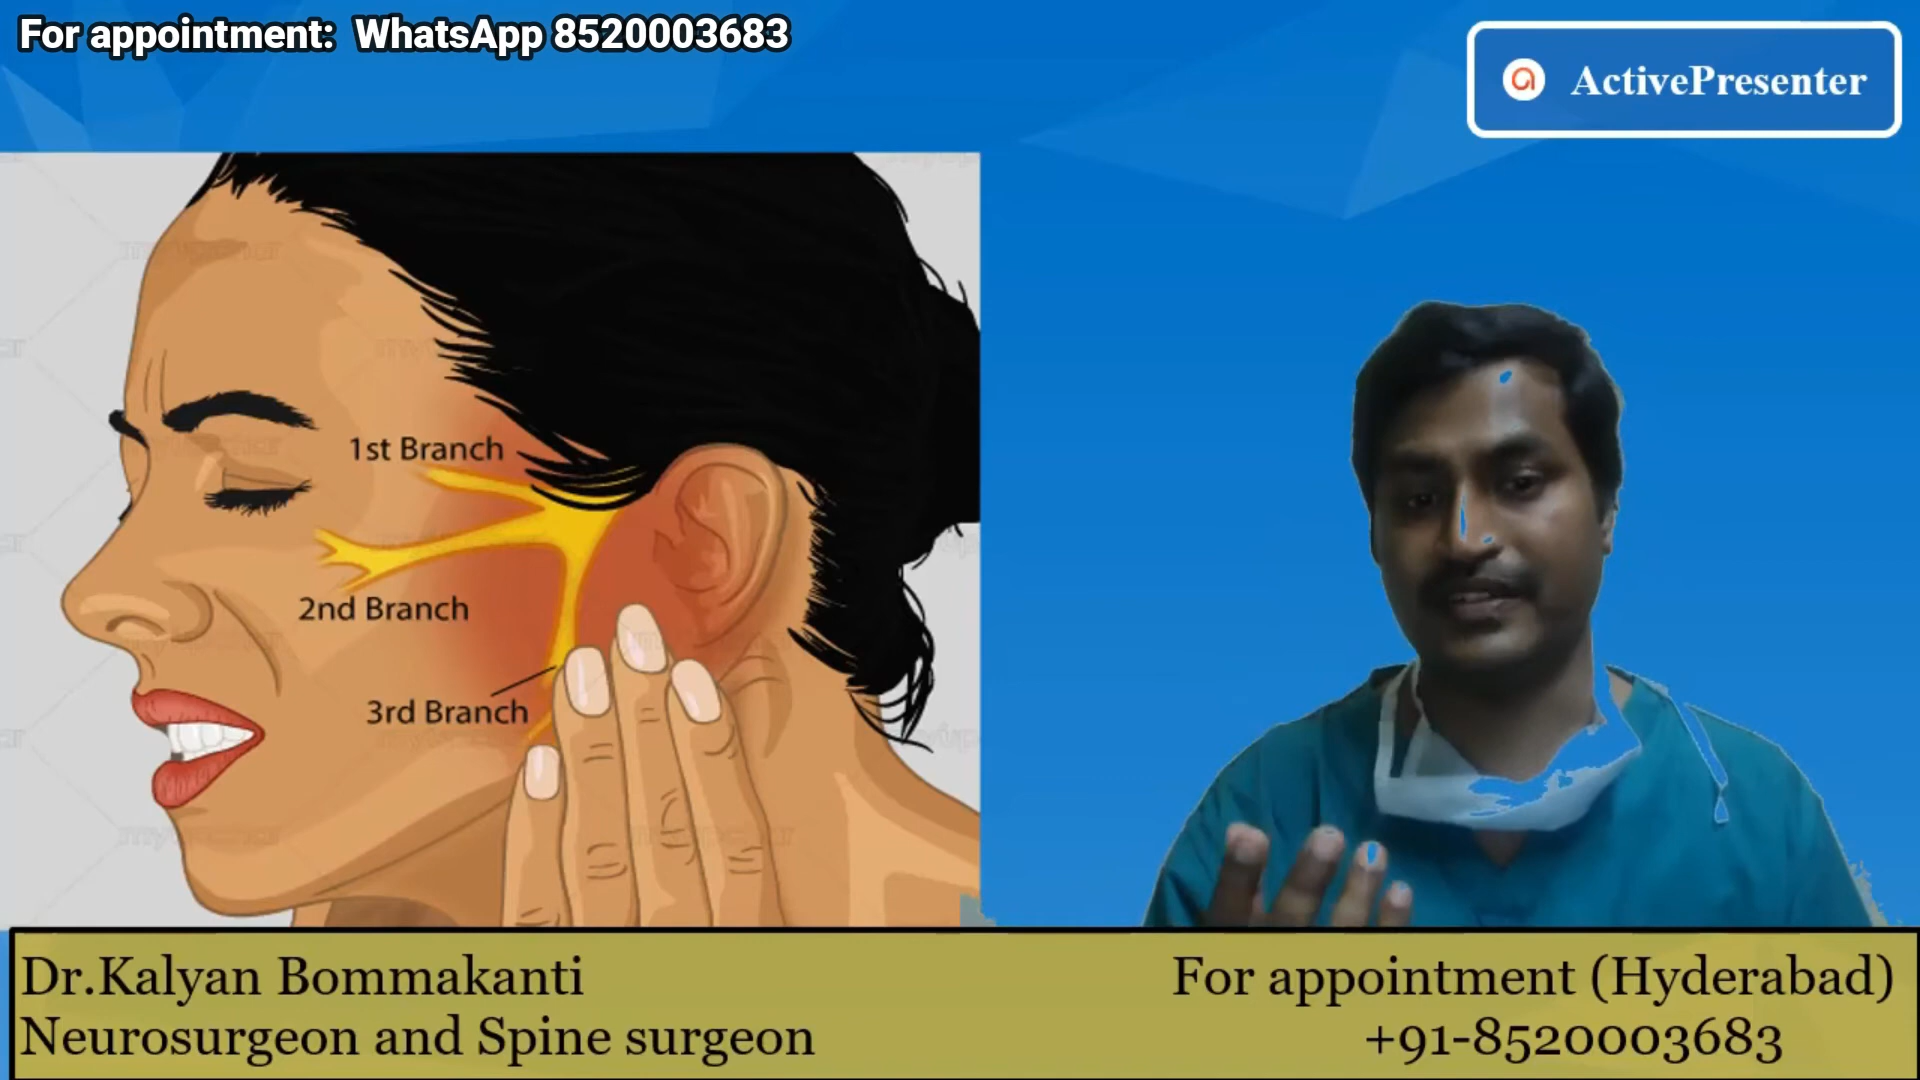 For appointment: WhatsApp 8520003683
ActivePresenter
1st Branch
2nd Branch
3rd Branch
Dr.Kalyan Bommakanti
Neurosurgeon and Spine surgeon
For appointment (Hyderabad)
+91-8520003683